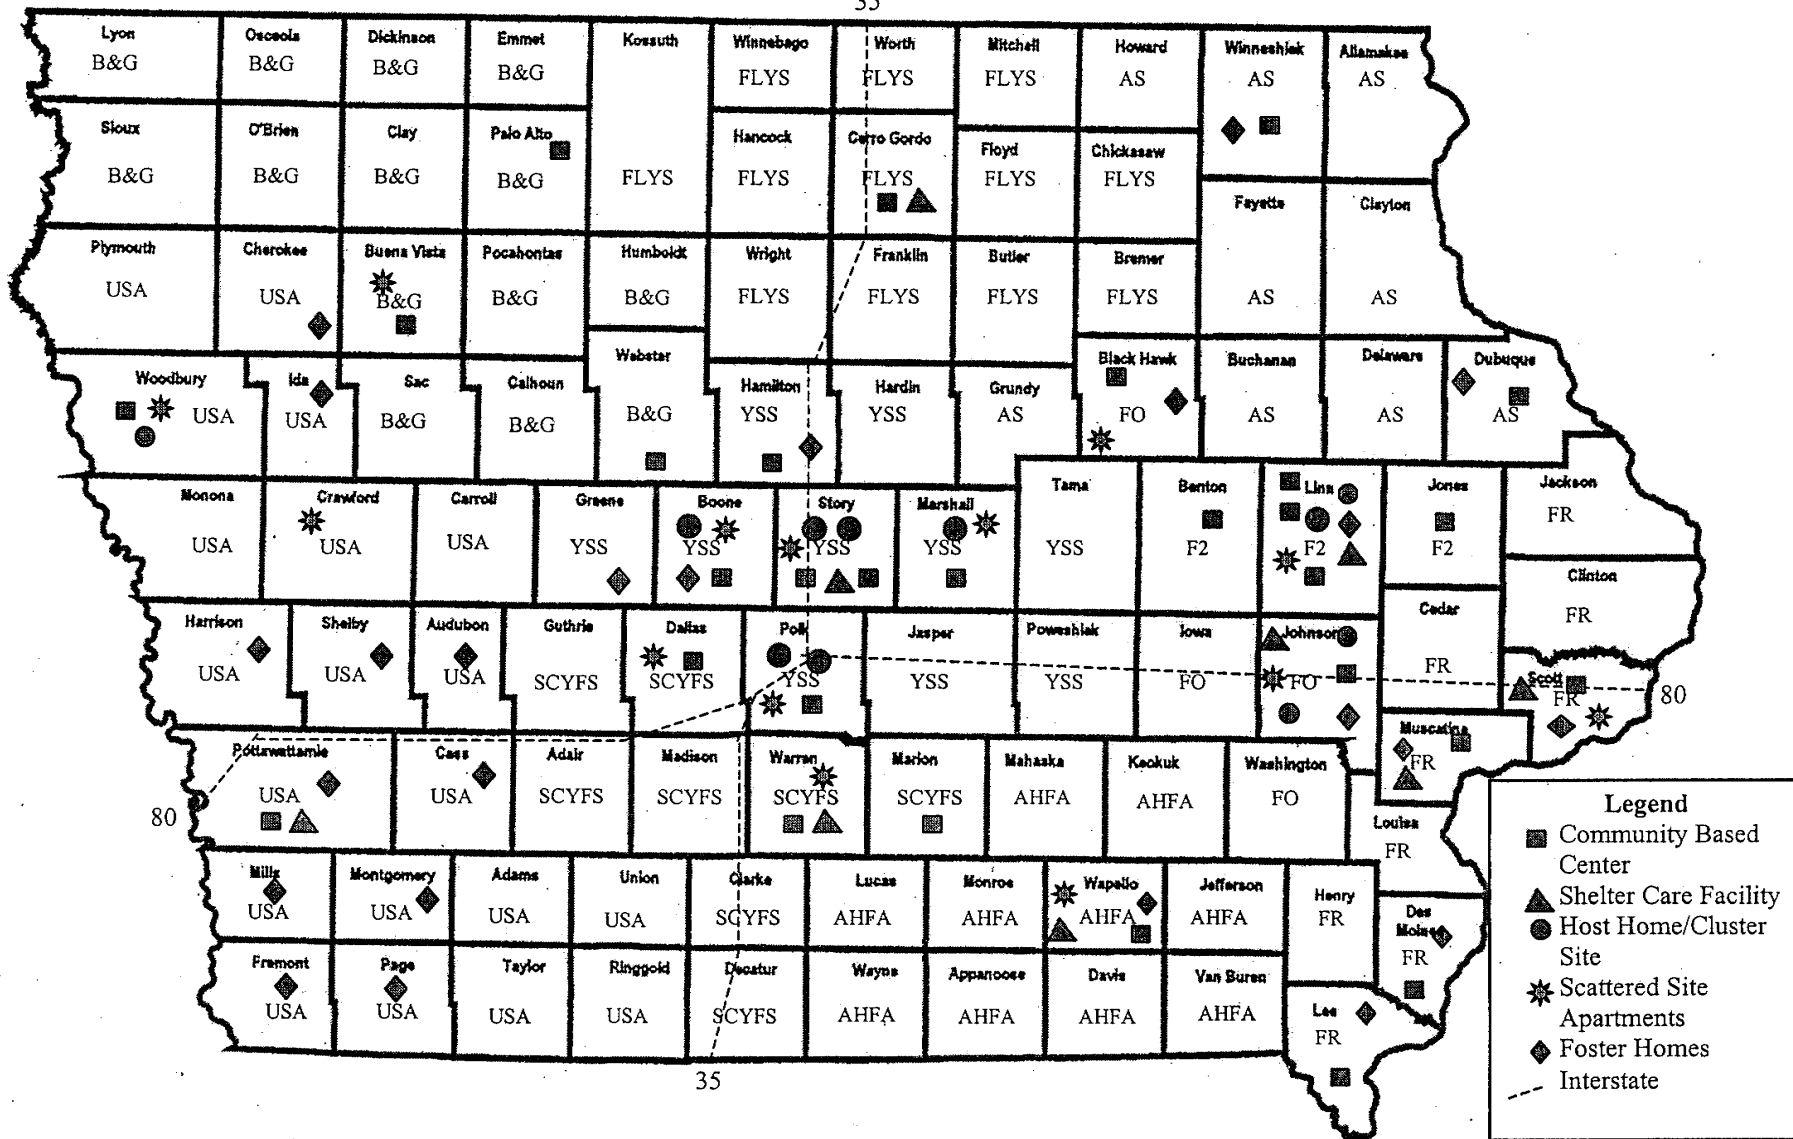 35
Lyon
B&G
Osceola
B&G
Dickinson
B&G
Emmet
B&G
Kossuth
FLYS
Winnebago
FLYS
Worth
FLYS
Mitchell
FLYS
Howard
AS
Winneshiek
AS
Allamakee
AS
Sioux
B&G
O'Brien
B&G
Clay
B&G
Palo Alto
B&G
Hancock
FLYS
Cerro Gordo
FLYS
Floyd
FLYS
Chickasaw
FLYS
Fayette
AS
Clayton
AS
Plymouth
USA
Cherokee
USA
Buena Vista
B&G
Pocahontas
B&G
Humboldt
B&G
Wright
FLYS
Franklin
FLYS
Butler
FLYS
Bremer
FLYS
Woodbury
USA
Ida
USA
Sac
B&G
Calhoun
B&G
Webster
B&G
Hamilton
YSS
Hardin
YSS
Grundy
AS
Black Hawk
FO
Buchanan
AS
Delaware
AS
Dubuque
AS
Monona
USA
Crawford
USA
Carroll
USA
Greene
YSS
Boone
YSS
Story
YSS
Marshall
YSS
Tama
YSS
Benton
F2
Linn
F2
Jones
F2
Jackson
FR
Clinton
FR
Harrison
USA
Shelby
USA
Audubon
USA
Guthrie
SCYFS
Dallas
SCYFS
Polk
YSS
Jasper
YSS
Poweshiek
YSS
Iowa
FO
Johnson
FO
Cedar
FR
Scott
FR
80
Pottawattamie
USA
80
Cass
USA
Adair
SCYFS
Madison
SCYFS
Warren
SCYFS
Marion
SCYFS
Mahaska
AHFA
Keokuk
AHFA
Washington
FO
Muscatine
FR
Louisa
FR
Mills
USA
Montgomery
USA
Adams
USA
Union
USA
Clarke
SCYFS
Lucas
AHFA
Monroe
AHFA
Wapello
AHFA
Jefferson
AHFA
Henry
FR
Des
Moines
FR
Fremont
USA
Page
USA
Taylor
USA
Ringgold
USA
Decatur
SCYFS
Wayne
AHFA
Appanoose
AHFA
Davis
AHFA
Van Buren
AHFA
Lee
FR
35
Legend
Community Based
Center
Shelter Care Facility
Host Home/Cluster
Site
Scattered Site
Apartments
Foster Homes
Interstate